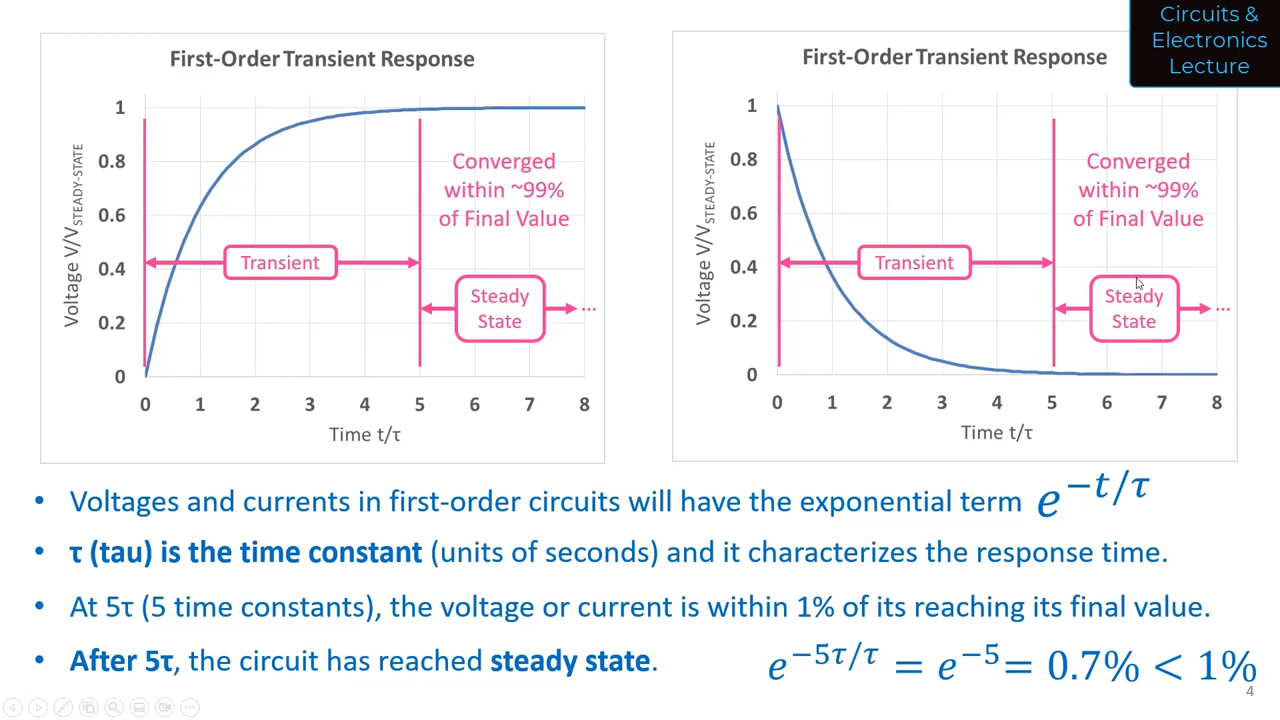 Circuits &
Electronics
Lecture
First-Order Transient Response
1
0.8
0.6
0.4
0.2
0
Voltage V/V_STEADY-STATE
Converged
within ~99%
of Final Value
Transient
Steady
State
...
0 1 2 3 4 5 6 7 8
Time t/τ
First-Order Transient Response
1
0.8
0.6
0.4
0.2
0
Voltage V/V_STEADY-STATE
Converged
within ~99%
of Final Value
Transient
Steady
State
...
0 1 2 3 4 5 6 7 8
Time t/τ
• Voltages and currents in first-order circuits will have the exponential term e^{-t/τ}
• τ (tau) is the time constant (units of seconds) and it characterizes the response time.
• At 5τ (5 time constants), the voltage or current is within 1% of its reaching its final value.
• After 5τ, the circuit has reached steady state. e^{-5τ/τ} = e^{-5} = 0.7% < 1%
4